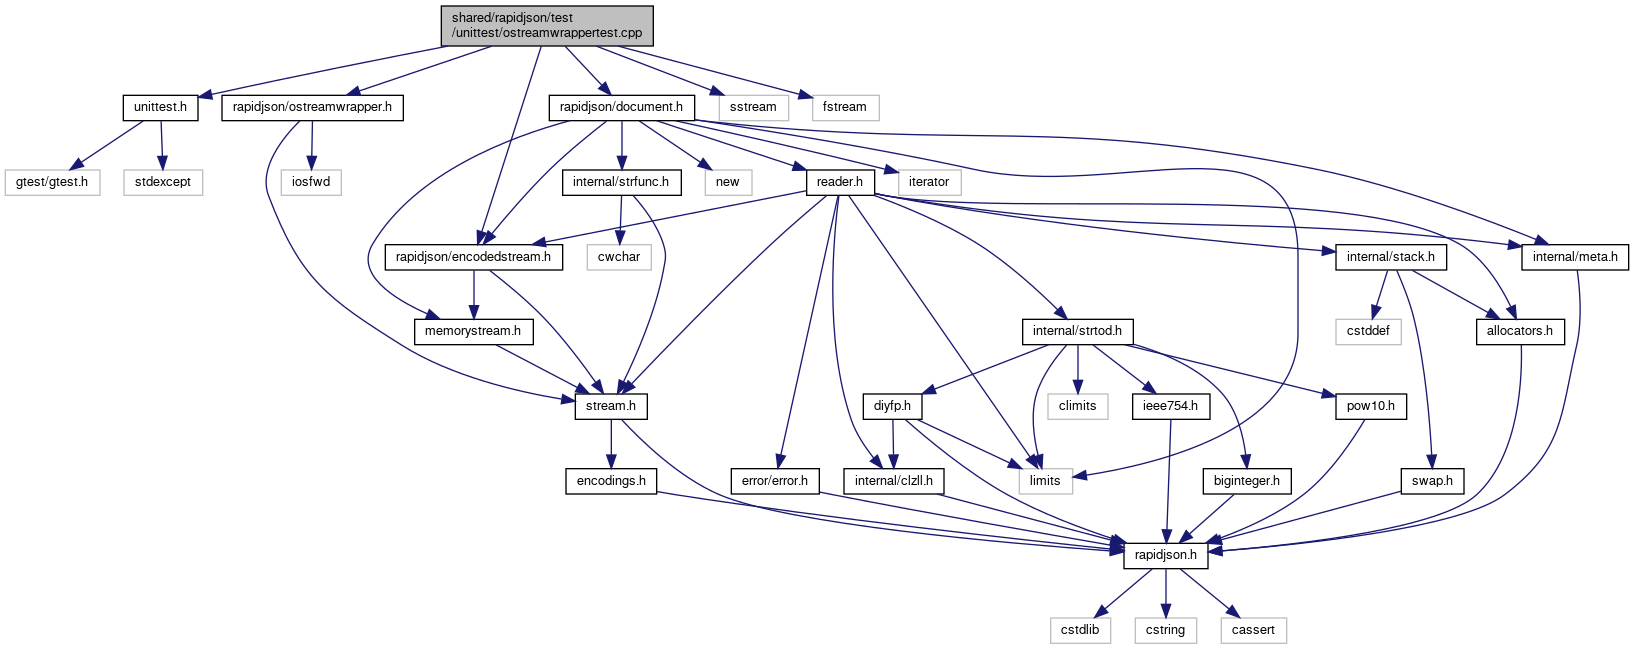 shared/rapidjson/test
/unittest/ostreamwrappertest.cpp
unittest.h
rapidjson/ostreamwrapper.h
rapidjson/document.h
sstream
fstream
gtest/gtest.h
stdexcept
iosfwd
internal/strfunc.h
new
reader.h
iterator
rapidjson/encodedstream.h
cwchar
internal/stack.h
internal/meta.h
memorystream.h
internal/strtod.h
cstddef
allocators.h
stream.h
diyfp.h
climits
ieee754.h
pow10.h
encodings.h
error/error.h
internal/clzll.h
limits
biginteger.h
swap.h
rapidjson.h
cstdlib
cstring
cassert